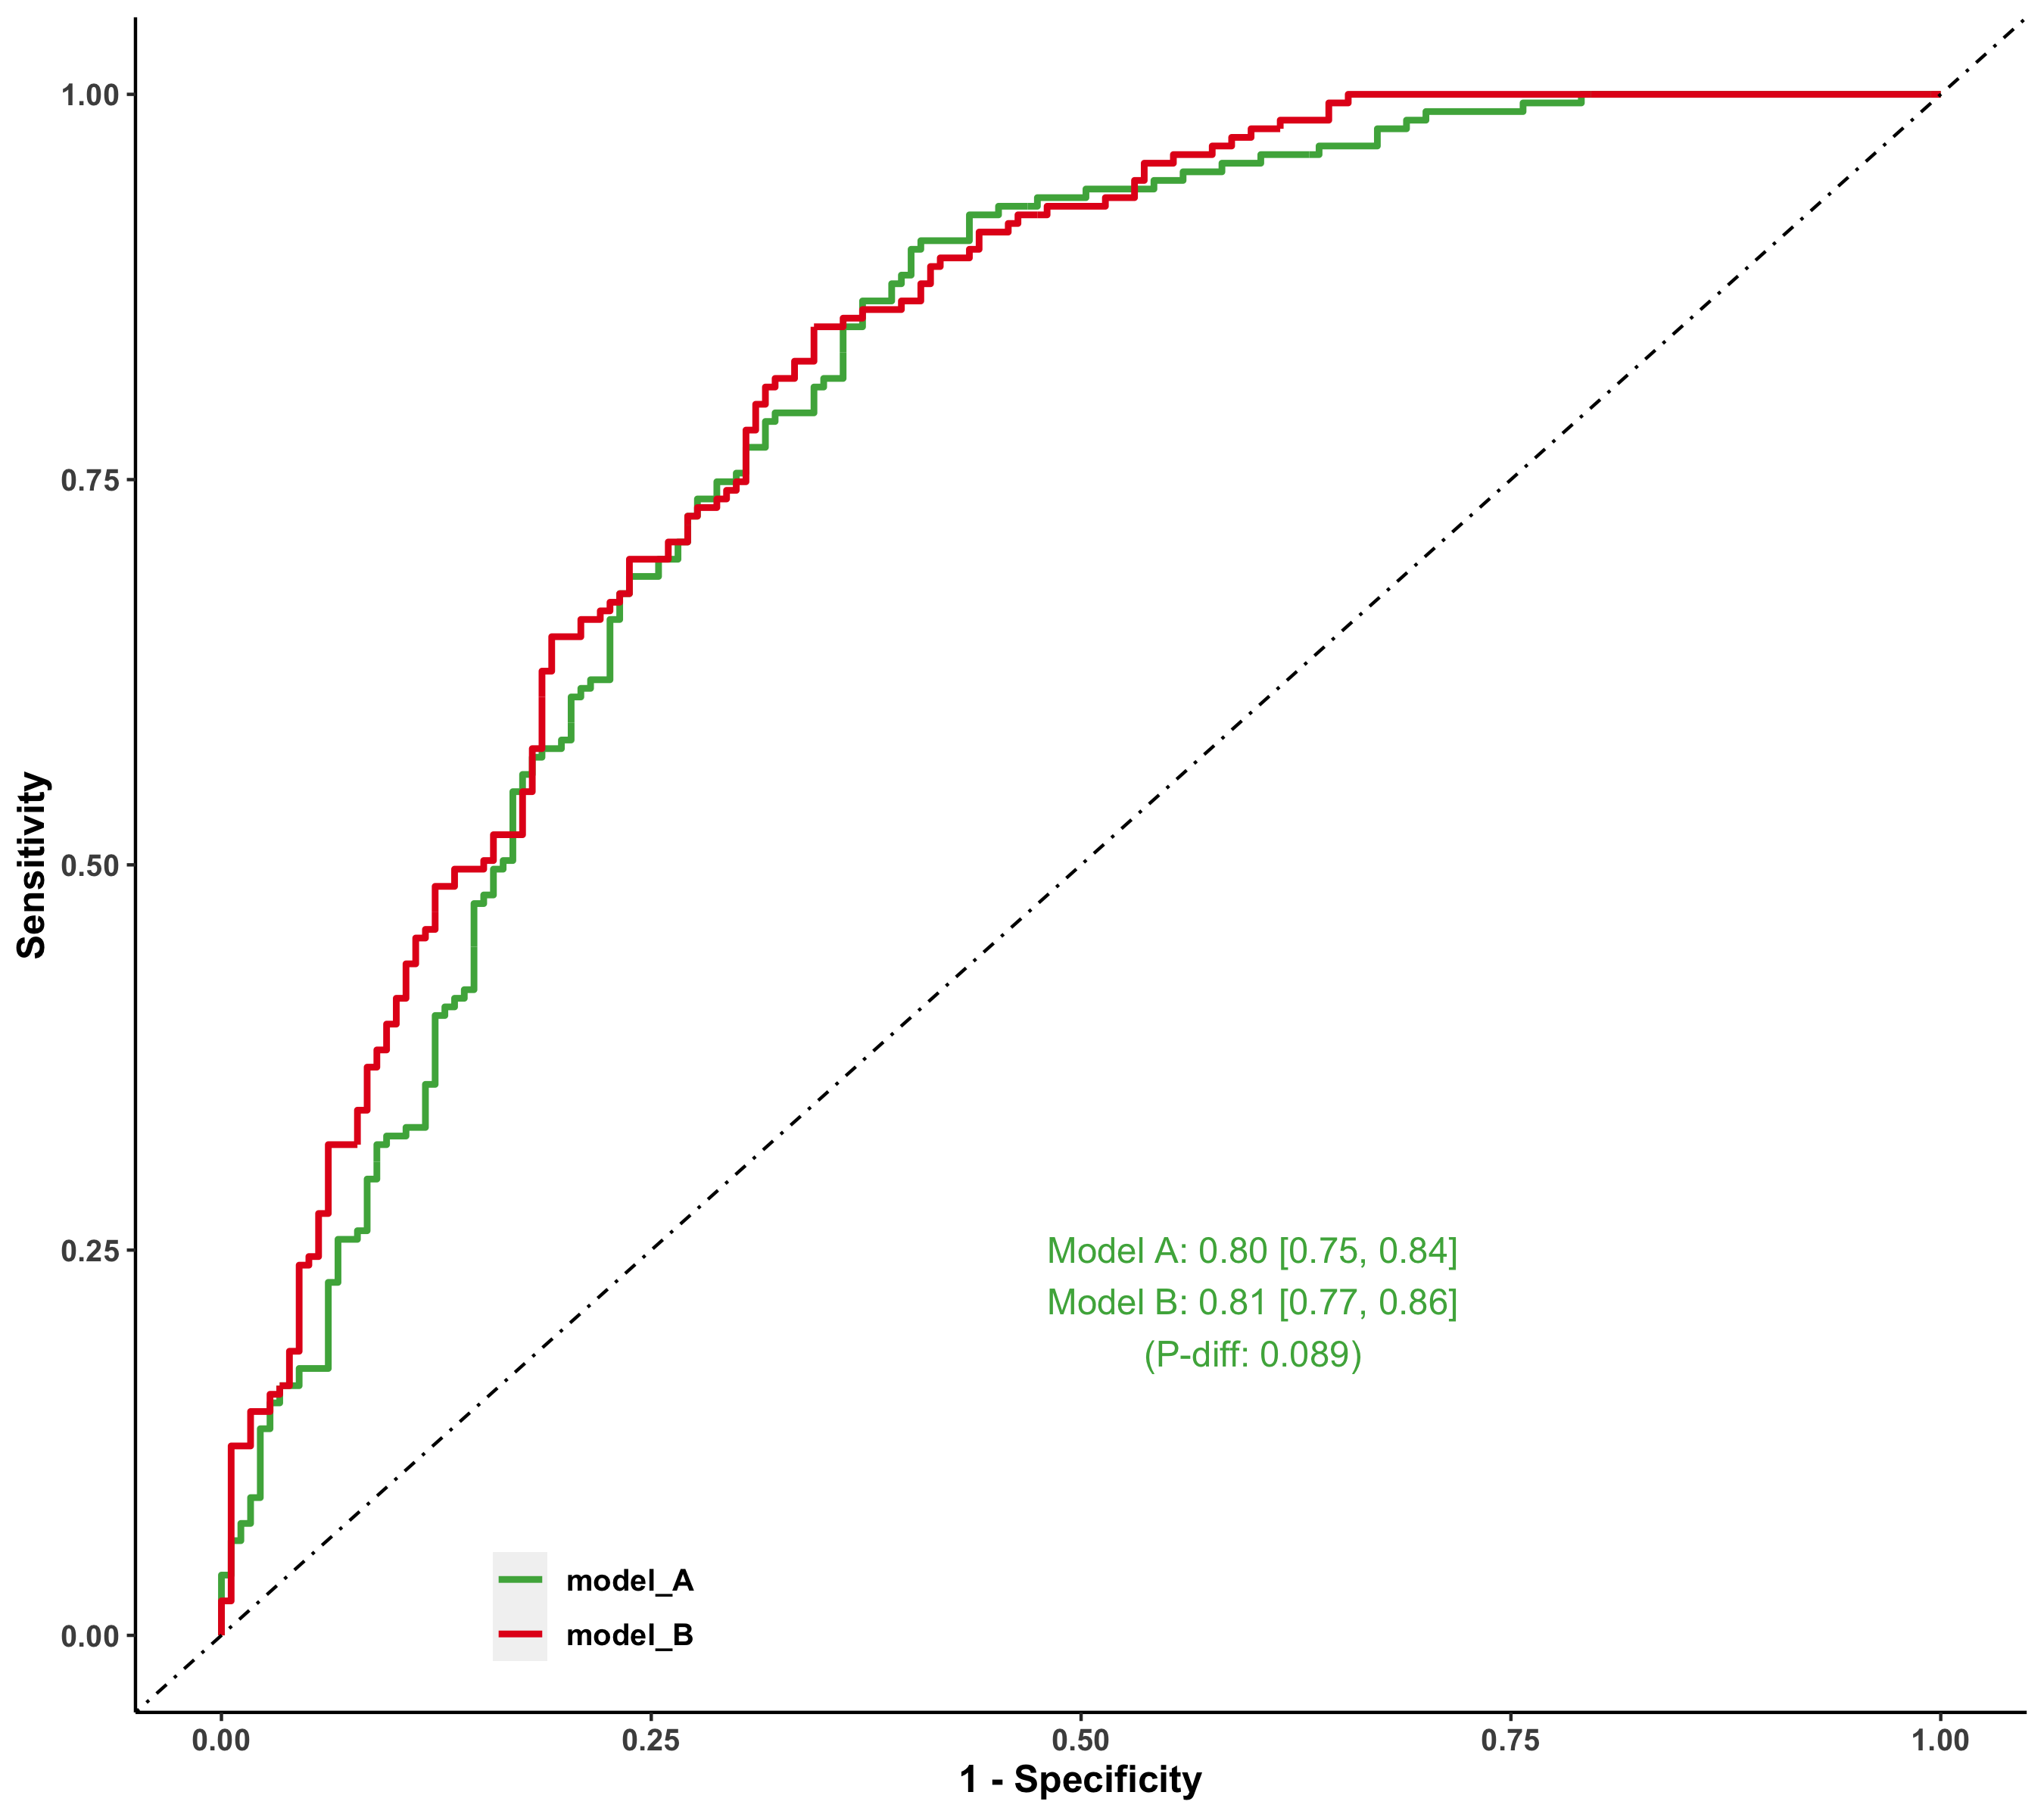 1.00
0.75
0.50
0.25
0.00
Sensitivity
Model A: 0.80 [0.75, 0.84]
Model B: 0.81 [0.77, 0.86]
(P-diff: 0.089)
model_A
model_B
0.00 0.25 0.50 0.75 1.00
1 - Specificity